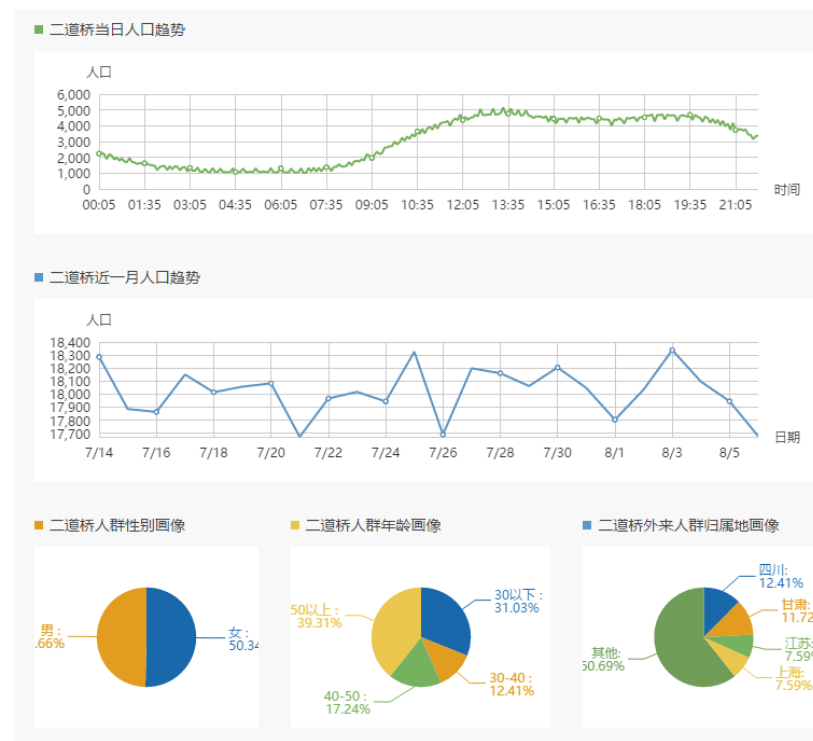 二道桥当日人口趋势
人口
6,000
5,000
4,000
3,000
2,000
1,000
0
00:05 01:35 03:05 04:35 06:05 07:35 09:05 10:35 12:05 13:35 15:05 16:35 18:05 19:35 21:05
时间
二道桥近一月人口趋势
人口
18,400
18,300
18,200
18,100
18,000
17,900
17,800
17,700
7/14 7/16 7/18 7/20 7/22 7/24 7/26 7/28 7/30 8/1 8/3 8/5
日期
二道桥人群性别画像
男:
.66%
女:
50.34
二道桥人群年龄画像
50以上:
39.31%
30以下:
31.03%
30-40:
12.41%
40-50:
17.24%
二道桥外来人群归属地画像
四川:
12.41%
甘肃:
11.72
江苏:
7.59%
上海:
7.59%
其他:
60.69%